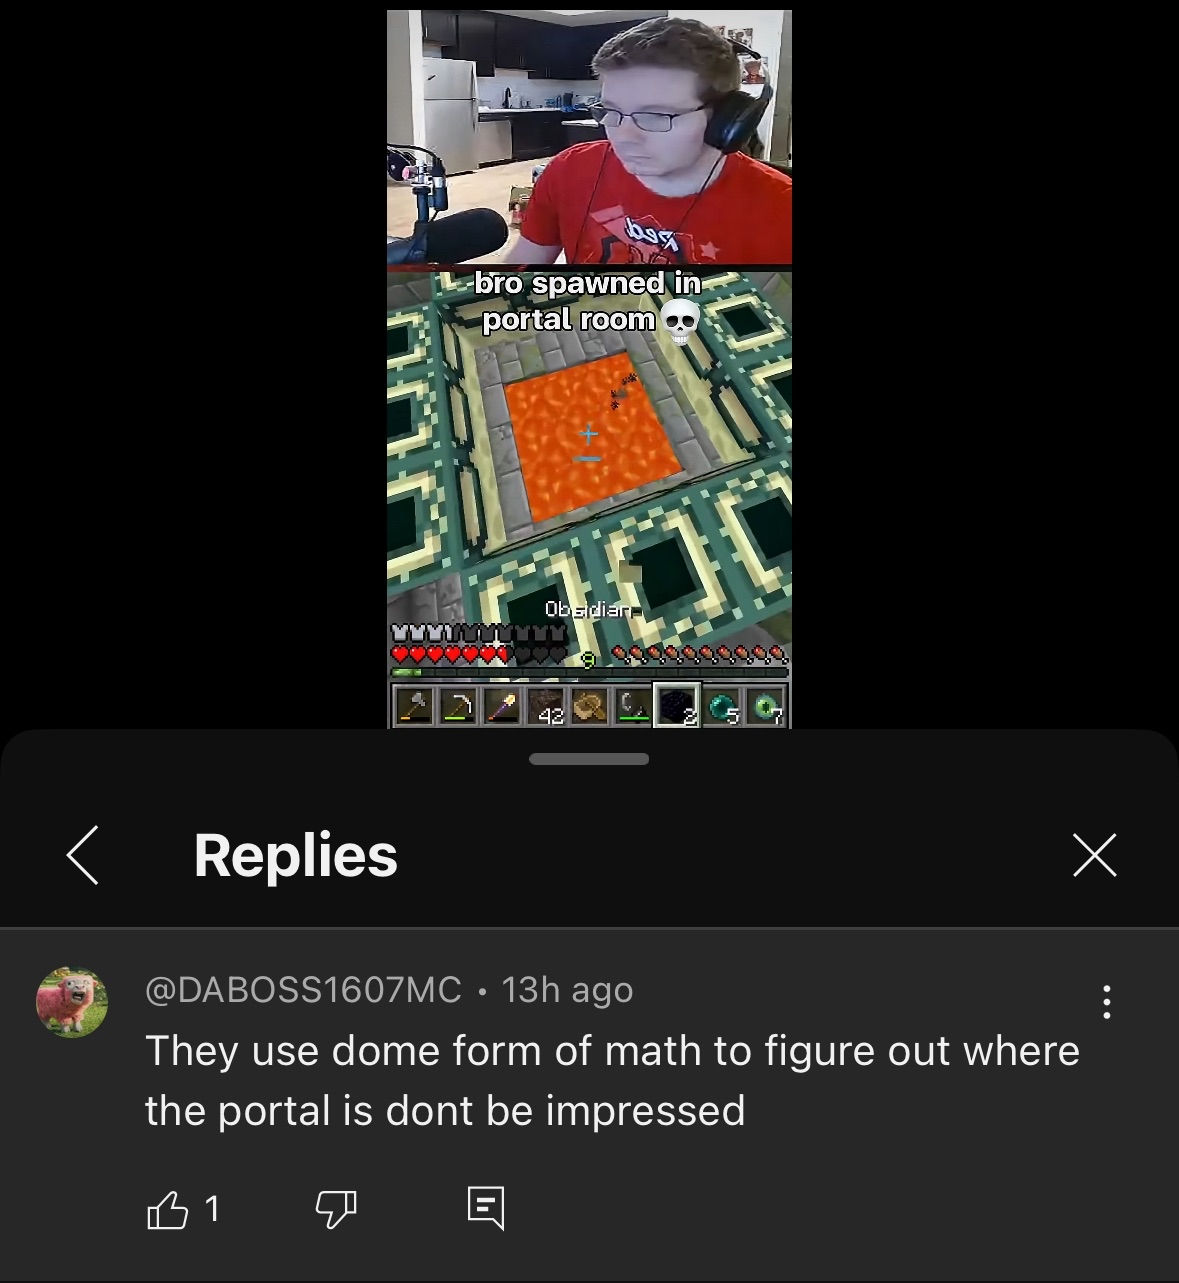 Red
bro spawned in
portal room💀
Obsidian
42 2 5 7
Replies
@DABOSS1607MC • 13h ago
They use dome form of math to figure out where
the portal is dont be impressed
1